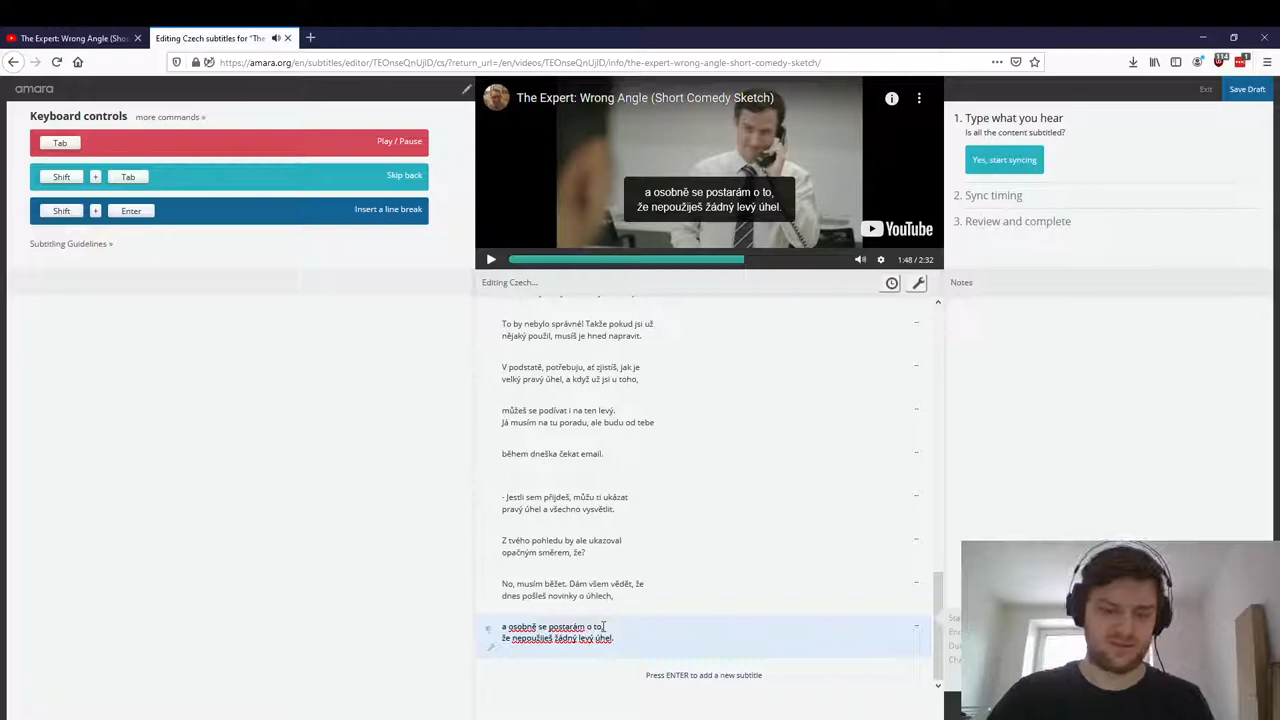 The Expert: Wrong Angle (Sho
Editing Czech subtitles for "The
https://amara.org/en/subtitles/editor/TEOnseQnUjID/cs/?return_url=/en/videos/TEOnseQnUjID/info/the-expert-wrong-angle-short-comedy-sketch/
114
1
amara
Exit
Save Draft
Keyboard controls
more commands »
Tab
Play / Pause
Shift
+
Tab
Skip back
Shift
+
Enter
Insert a line break
Subtitling Guidelines »
The Expert: Wrong Angle (Short Comedy Sketch)
a osobně se postarám o to,
že nepoužiješ žádný levý úhel.
YouTube
1:48 / 2:32
1. Type what you hear
Is all the content subtitled?
Yes, start syncing
2. Sync timing
3. Review and complete
Editing Czech...
Notes
To by nebylo správné! Takže pokud jsi už
nějaký použil, musíš je hned napravit.
V podstatě, potřebuju, ať zjistíš, jak je
velký pravý úhel, a když už jsi u toho,
můžeš se podívat i na ten levý.
Já musím na tu poradu, ale budu od tebe
během dneška čekat email.
- Jestli sem přijdeš, můžu ti ukázat
pravý úhel a všechno vysvětlit.
Z tvého pohledu by ale ukazoval
opačným směrem, že?
No, musím běžet. Dám všem vědět, že
dnes pošleš novinky o úhlech,
a osobně se postarám o to,
že nepoužiješ žádný levý úhel.
Press ENTER to add a new subtitle